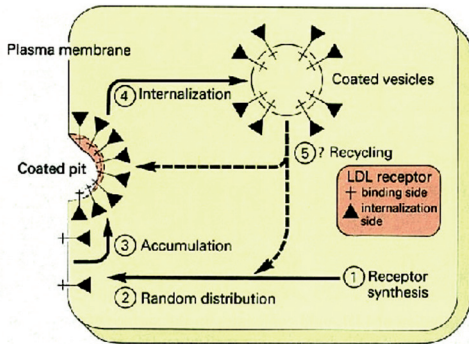 Plasma membrane
④ Internalization
Coated vesicles
⑤? Recycling
Coated pit
LDL receptor
binding side
internalization
side
③ Accumulation
① Receptor
synthesis
② Random distribution